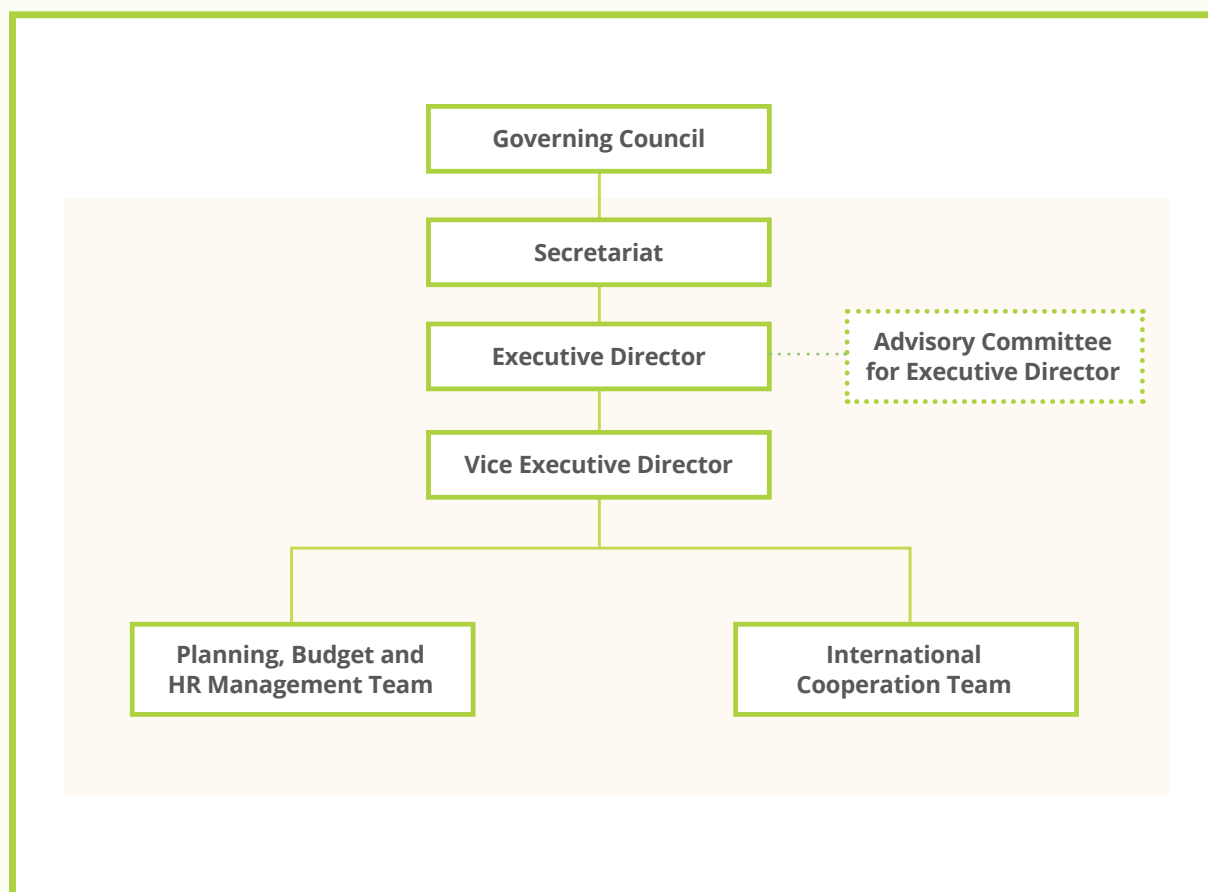 Governing Council
Secretariat
Executive Director
Advisory Committee
for Executive Director
Vice Executive Director
Planning, Budget and
HR Management Team
International
Cooperation Team